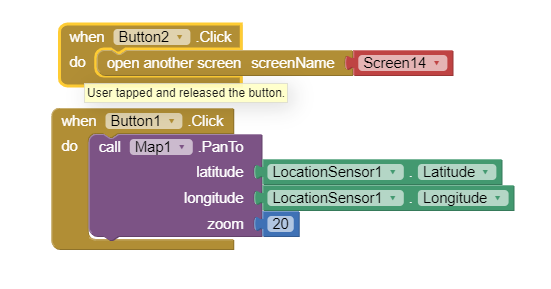 when Button2 .Click
do open another screen screenName Screen14
User tapped and released the button.
when Button1 .Click
do call Map1 .PanTo
latitude LocationSensor1 . Latitude
longitude LocationSensor1 . Longitude
zoom 20